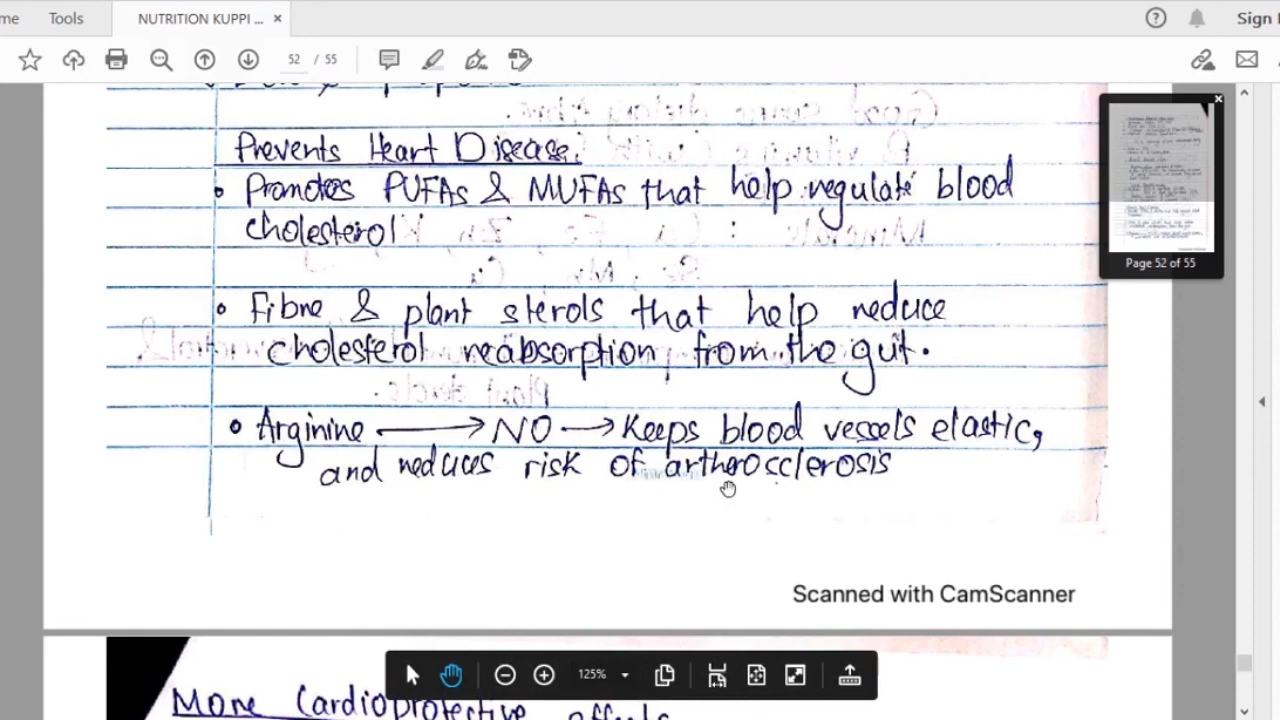 me Tools NUTRITION KUPPI ... × Sign
52 / 55
Prevents Heart Disease.
• Promotes PUFAs & MUFAs that help regulate blood
cholesterol
• Fibre & plant sterols that help reduce
cholesterol reabsorption from the gut.
• Arginine → NO → Keeps blood vessels elastic,
and reduces risk of artherosclerosis
Page 52 of 55
Scanned with CamScanner
125%
More Cardioprotective effects